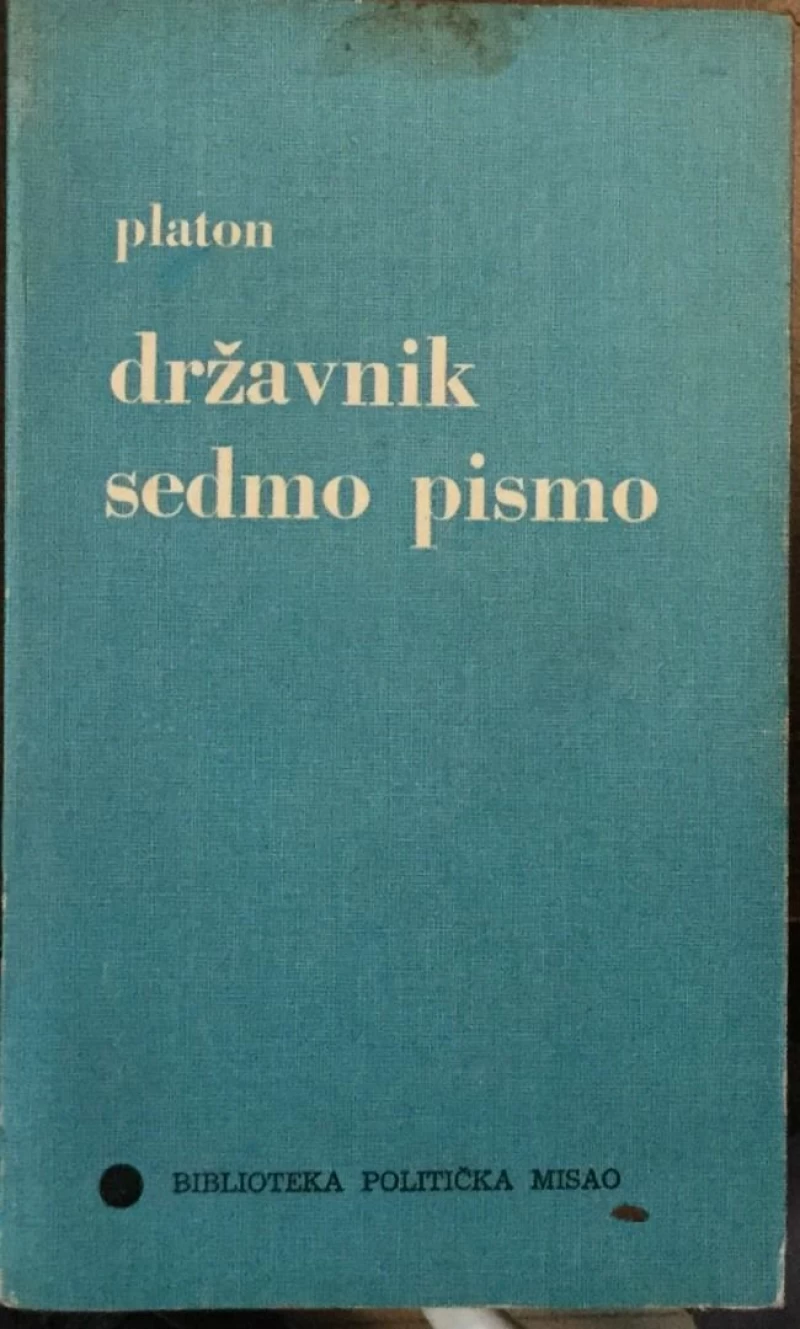 platon
državnik
sedmo pismo
BIBLIOTEKA POLITIČKA MISAO